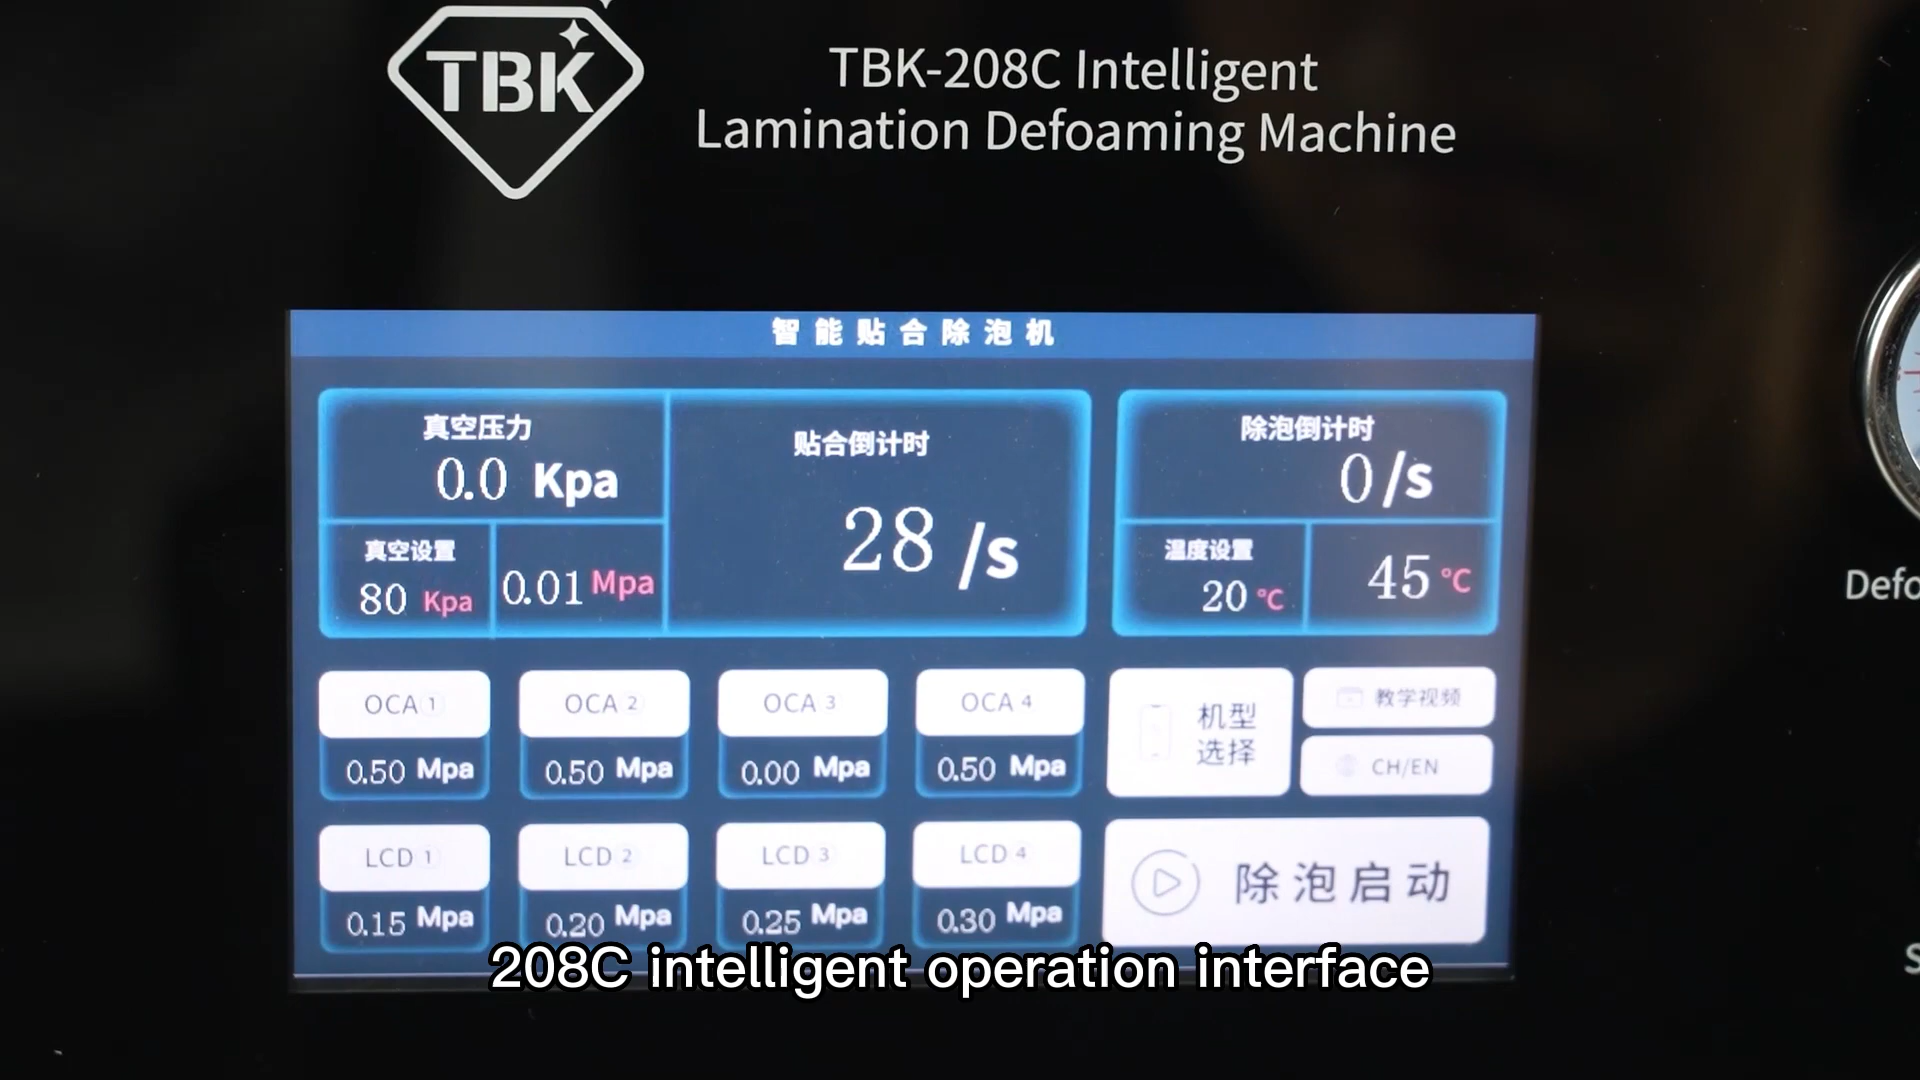 TBK
TBK-208C Intelligent
Lamination Defoaming Machine
智能贴合除泡机
真空压力
0.0 Kpa
真空设置
80 Kpa
0.01 Mpa
贴合倒计时
28 /s
除泡倒计时
0 /s
温度设置
20 °C
45 °C
OCA 1
0.50 Mpa
OCA 2
0.50 Mpa
OCA 3
0.00 Mpa
OCA 4
0.50 Mpa
机型
选择
教学视频
CH/EN
LCD 1
0.15 Mpa
LCD 2
0.20 Mpa
LCD 3
0.25 Mpa
LCD 4
0.30 Mpa
除泡启动
Defo
S
208C intelligent operation interface